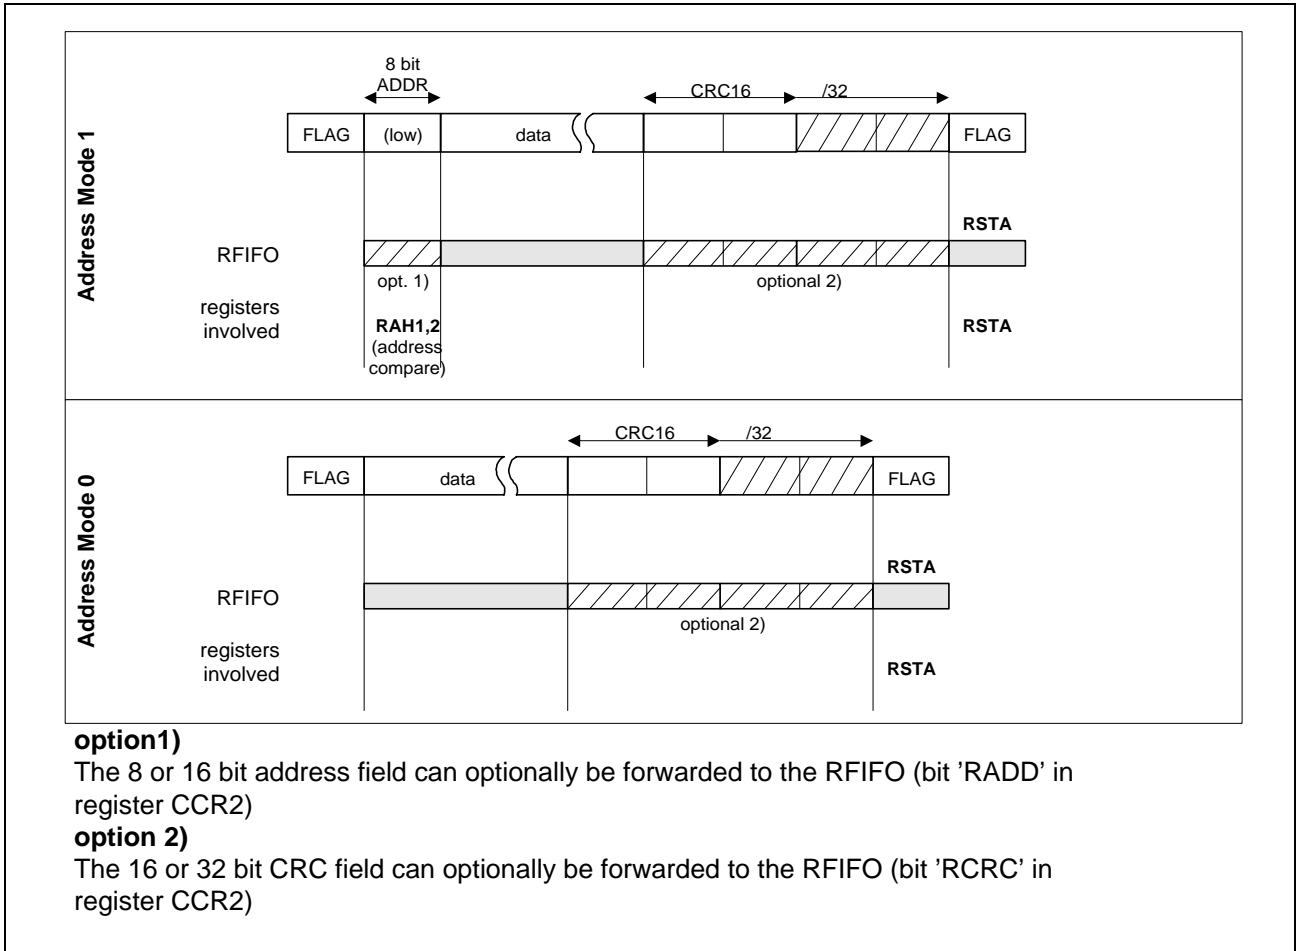 Address Mode 1
8 bit
ADDR
CRC16 /32
FLAG (low) data FLAG
RSTA
RFIFO
opt. 1) optional 2)
registers
involved
RAH1,2 RSTA
(address
compare)
Address Mode 0
CRC16 /32
FLAG data FLAG
RSTA
RFIFO
optional 2)
registers
involved
RSTA
option1)
The 8 or 16 bit address field can optionally be forwarded to the RFIFO (bit ’RADD’ in
register CCR2)
option 2)
The 16 or 32 bit CRC field can optionally be forwarded to the RFIFO (bit ’RCRC’ in
register CCR2)